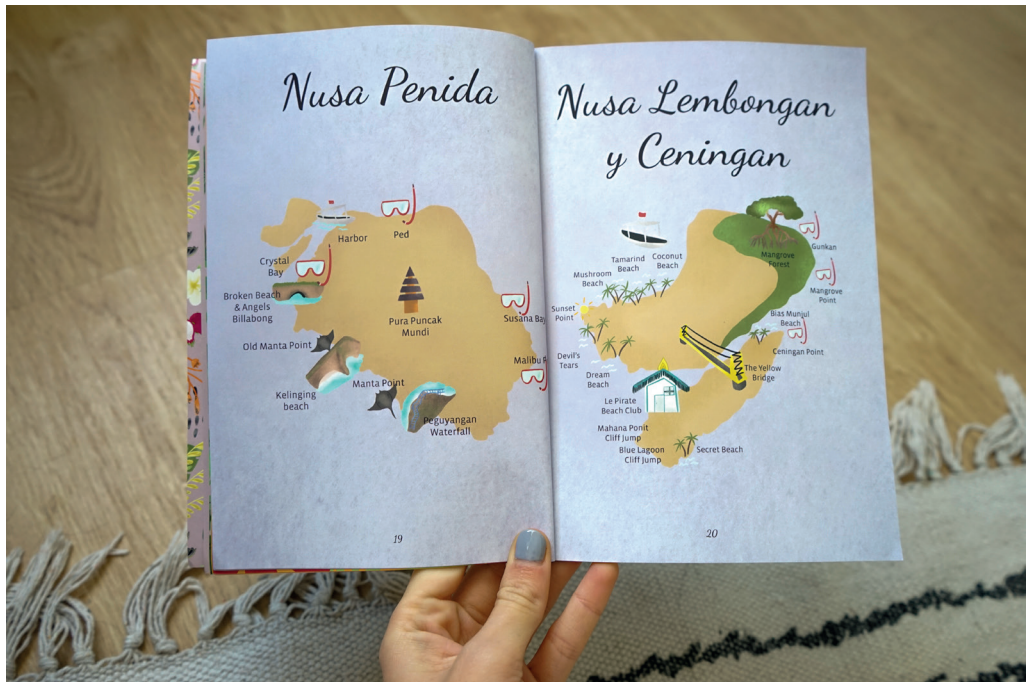 Nusa Penida
Harbor
Ped
Crystal
Bay
Broken Beach
& Angels
Billabong
Pura Puncak
Mundi
Susana Bay
Old Manta Point
Malibu
Kelinging
beach
Manta Point
Peguyangan
Waterfall
19
Nusa Lembongan
y Ceningan
Gunkan
Mangrove
Forest
Tamarind
Beach
Coconut
Beach
Mushroom
Beach
Mangrove
Point
Sunset
Point
Bias Munjul
Beach
Ceningan Point
Devil's
Tears
Dream
Beach
The Yellow
Bridge
Le Pirate
Beach Club
Mahana Ponit
Cliff Jump
Blue Lagoon
Cliff Jump
Secret Beach
20